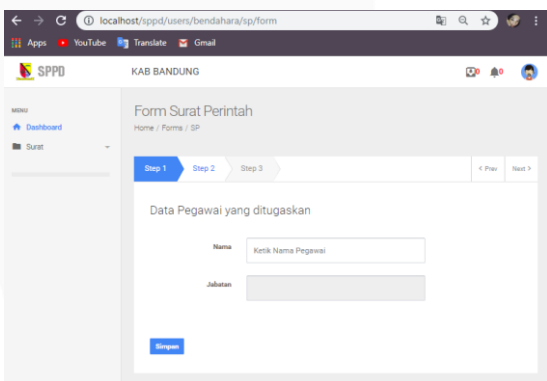 localhost/sppd/users/bendahara/sp/form
Apps YouTube Translate Gmail
SPPD KAB BANDUNG 0 0
MENU
Dashboard
Surat
Form Surat Perintah
Home / Forms / SP
Step 1 Step 2 Step 3 < Prev Next >
Data Pegawai yang ditugaskan
Nama Ketik Nama Pegawai
Jabatan
Simpan